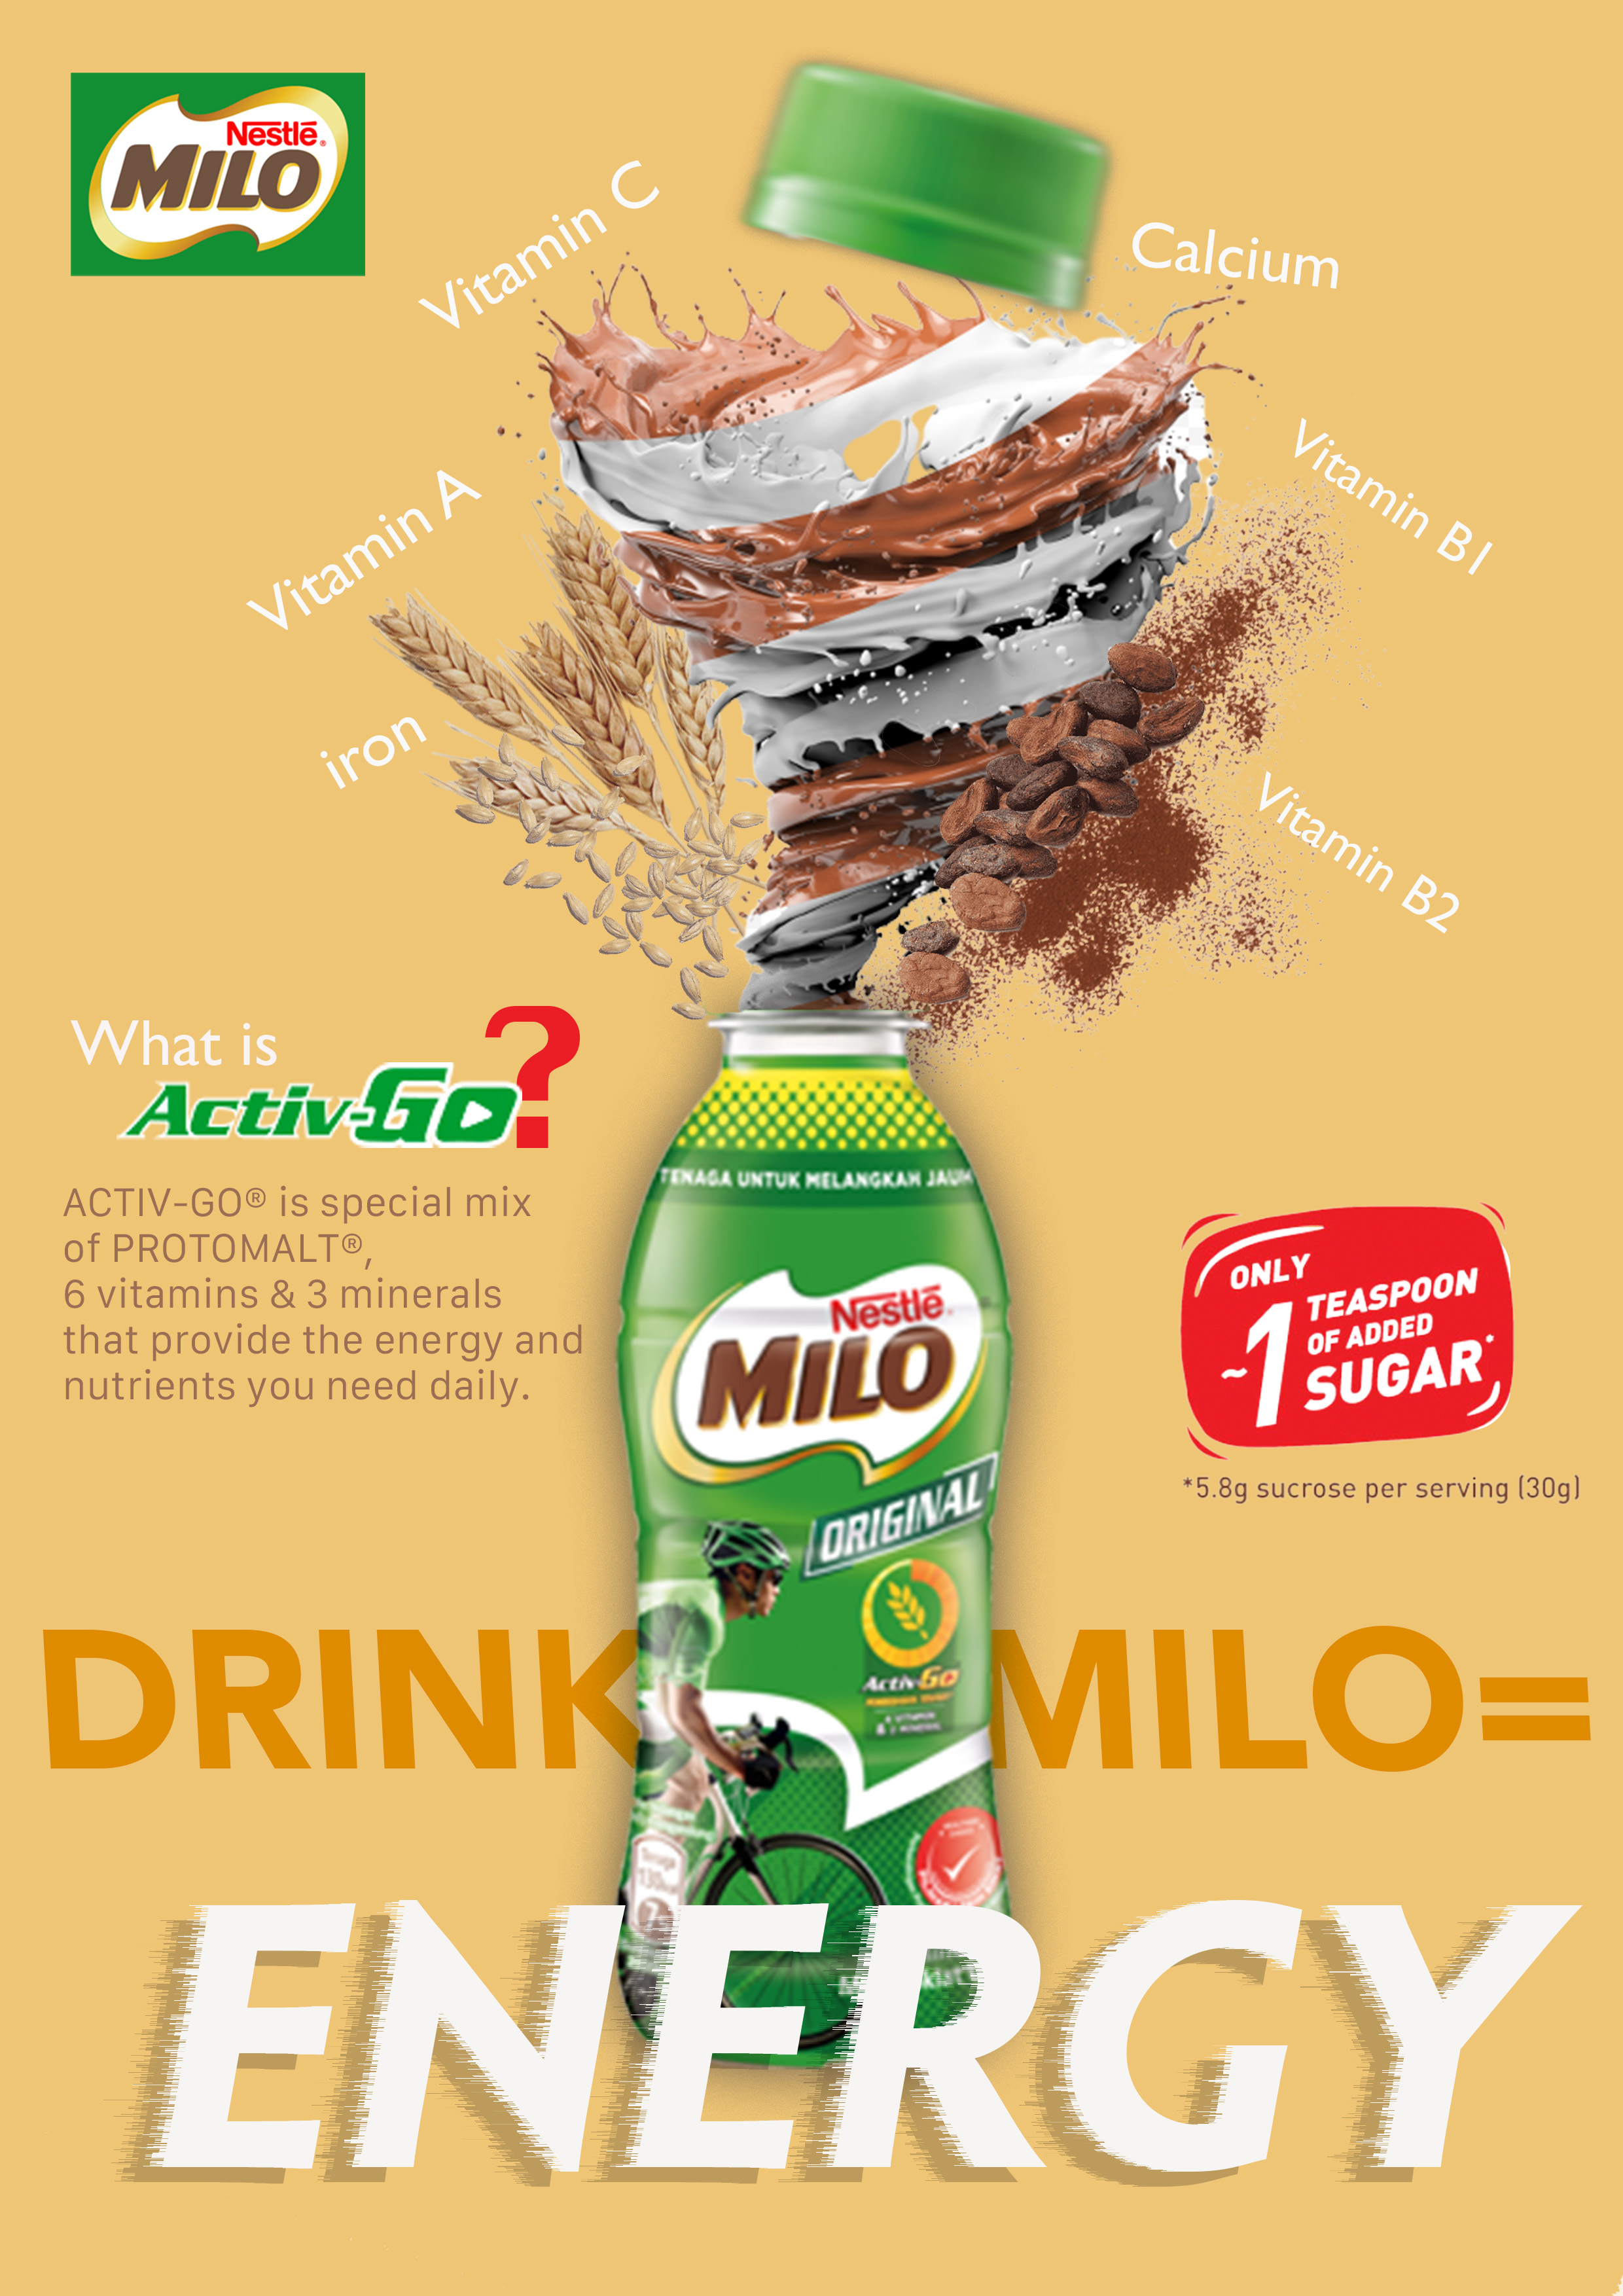 Nestlē®
MILO
Vitamin C
Calcium
Vitamin A
Vitamin B1
iron
Vitamin B2
What is
Activ-GO?
ACTIV-GO® is special mix
of PROTOMALT®,
6 vitamins & 3 minerals
that provide the energy and
nutrients you need daily.
TENAGA UNTUK MELANGKAH JAUH
Nestlē
MILO
ORIGINAL
Activ-GO
ONLY
~1 TEASPOON
OF ADDED
SUGAR*
*5.8g sucrose per serving (30g)
DRINK MILO=
ENERGY